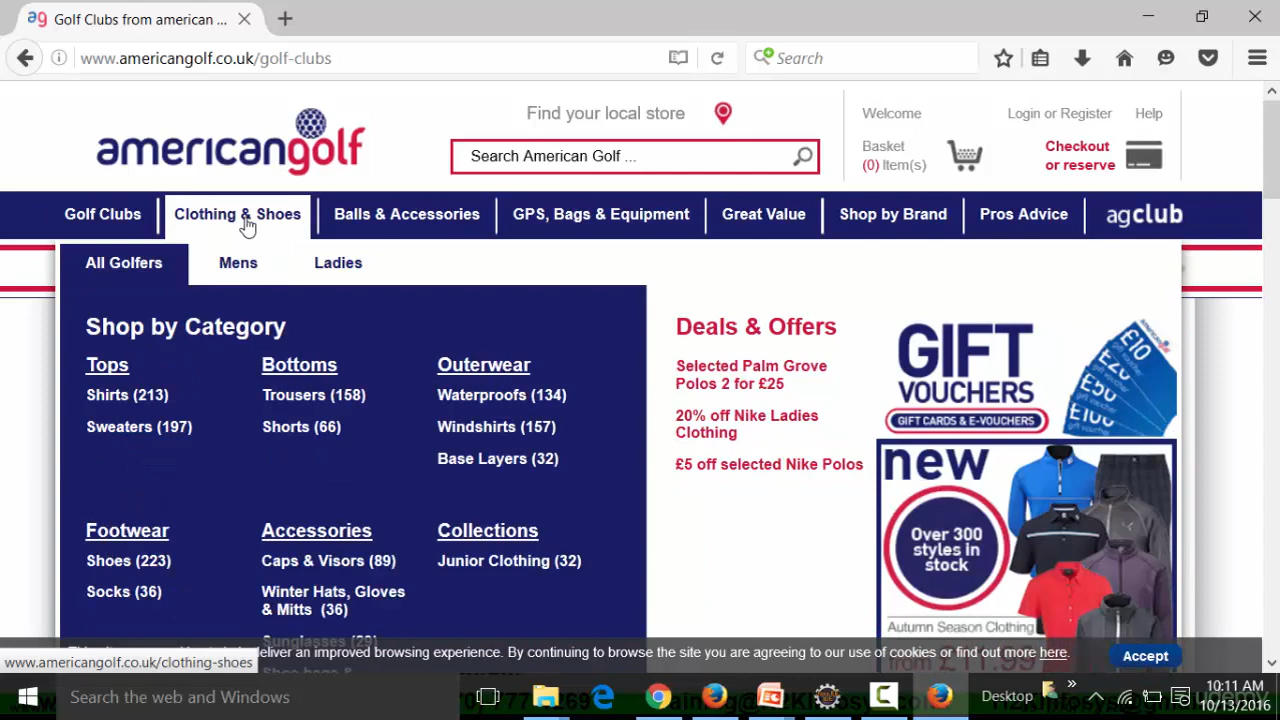 ag Golf Clubs from american ...
www.americangolf.co.uk/golf-clubs
Search
americangolf
Find your local store
Search American Golf ...
Welcome
Login or Register
Help
Basket
(0) Item(s)
Checkout
or reserve
Golf Clubs
Clothing & Shoes
Balls & Accessories
GPS, Bags & Equipment
Great Value
Shop by Brand
Pros Advice
agclub
All Golfers
Mens
Ladies
Shop by Category
Tops
Shirts (213)
Sweaters (197)
Bottoms
Trousers (158)
Shorts (66)
Outerwear
Waterproofs (134)
Windshirts (157)
Base Layers (32)
Footwear
Shoes (223)
Socks (36)
Accessories
Caps & Visors (89)
Winter Hats, Gloves
& Mitts (36)
Sunglasses (29)
Collections
Junior Clothing (32)
Deals & Offers
Selected Palm Grove
Polos 2 for £25
20% off Nike Ladies
Clothing
£5 off selected Nike Polos
GIFT
VOUCHERS
GIFT CARDS & E-VOUCHERS
£10
£20
£50
£100
new
Over 300
styles in
stock
Autumn Season Clothing
from £11.99
deliver an improved browsing experience. By continuing to browse the site you are agreeing to our use of cookies or find out more here.
Accept
www.americangolf.co.uk/clothing-shoes
Search the web and Windows
Desktop
10:11 AM
10/13/2016